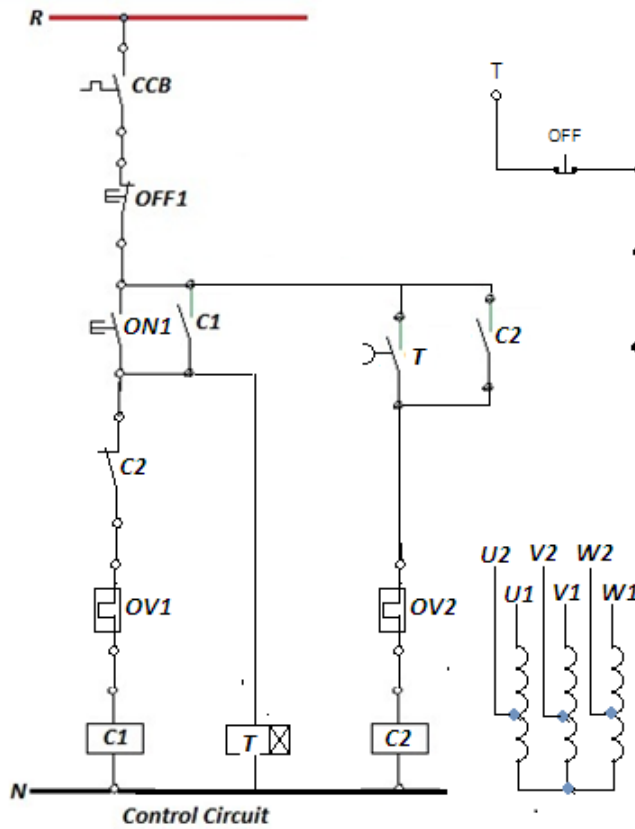 R
CCB
T
OFF
OFF1
ON1
C1
T
C2
C2
U2 V2 W2
U1 V1 W1
OV1
OV2
C1
T
C2
N
Control Circuit